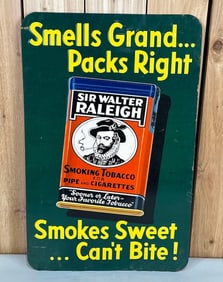 Smells Grand...
Packs Right
SIR WALTER
RALEIGH
SMOKING TOBACCO
FOR
PIPE AND CIGARETTES
"Sooner or Later-
Your Favorite Tobacco"
Smokes Sweet
... Can't Bite!